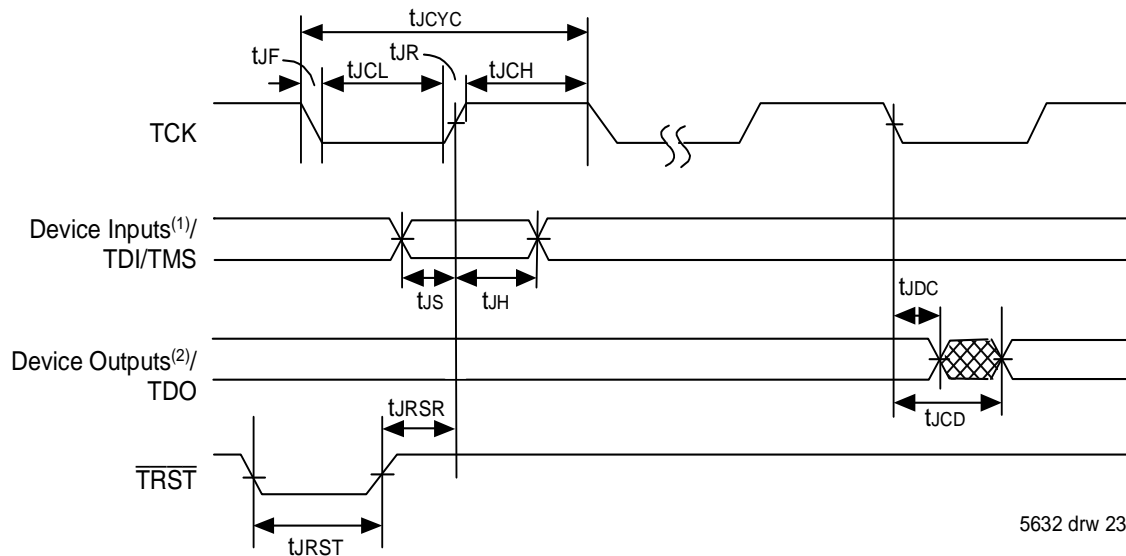 tJCYC
tJF
tJCL
tJR
tJCH
TCK
Device Inputs(1)/
TDI/TMS
tJS
tJH
tJDC
Device Outputs(2)/
TDO
tJRSR
tJCD
TRST
tJRST
5632 drw 23